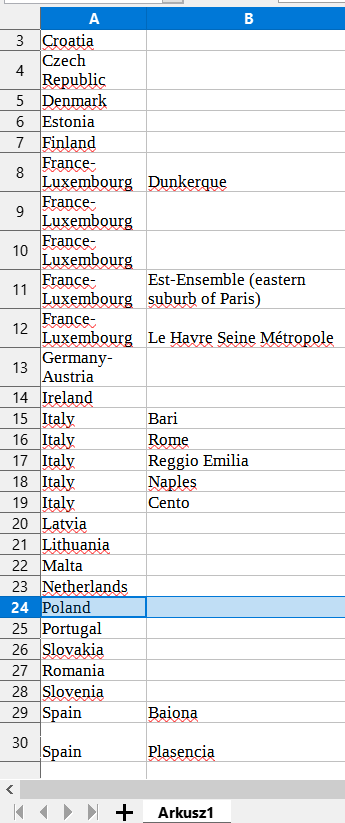 A B
3 Croatia
4 Czech
Republic
5 Denmark
6 Estonia
7 Finland
8 France-
Luxembourg Dunkerque
9 France-
Luxembourg
10 France-
Luxembourg
11 France- Est-Ensemble (eastern
Luxembourg suburb of Paris)
12 France-
Luxembourg Le Havre Seine Métropole
13 Germany-
Austria
14 Ireland
15 Italy Bari
16 Italy Rome
17 Italy Reggio Emilia
18 Italy Naples
19 Italy Cento
20 Latvia
21 Lithuania
22 Malta
23 Netherlands
24 Poland
25 Portugal
26 Slovakia
27 Romania
28 Slovenia
29 Spain Baiona
30 Spain Plasencia
Arkusz1